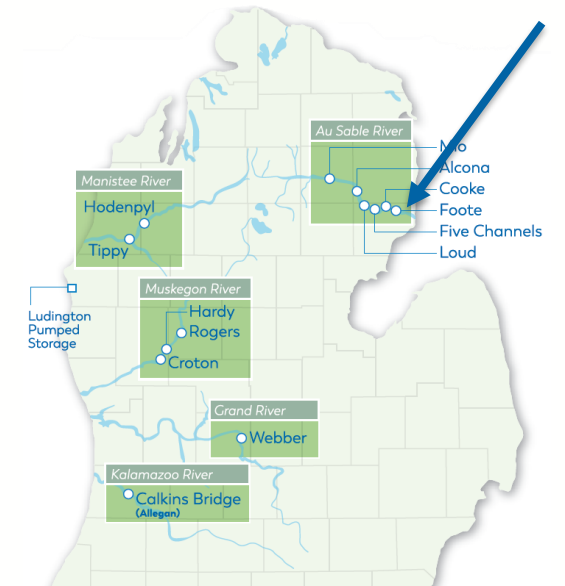 Au Sable River
Alcona
Cooke
Foote
Five Channels
Loud
Manistee River
Hodenpyl
Tippy
Ludington
Pumped
Storage
Muskegon River
Hardy
Rogers
Croton
Grand River
Webber
Kalamazoo River
Calkins Bridge
(Allegan)